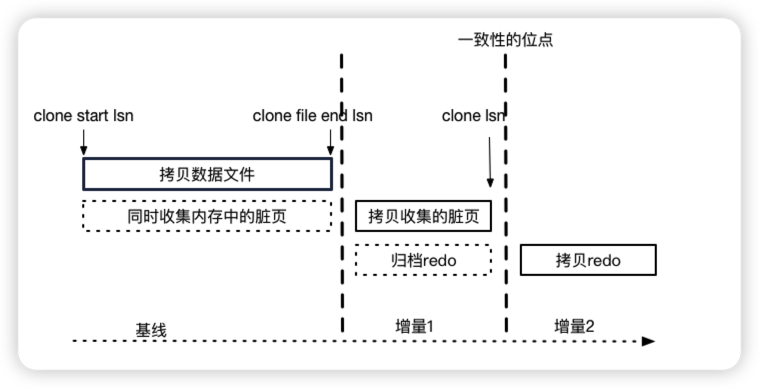 一致性的位点
clone start lsn
clone file end lsn
clone lsn
拷贝数据文件
同时收集内存中的脏页
拷贝收集的脏页
归档redo
拷贝redo
基线
增量1
增量2